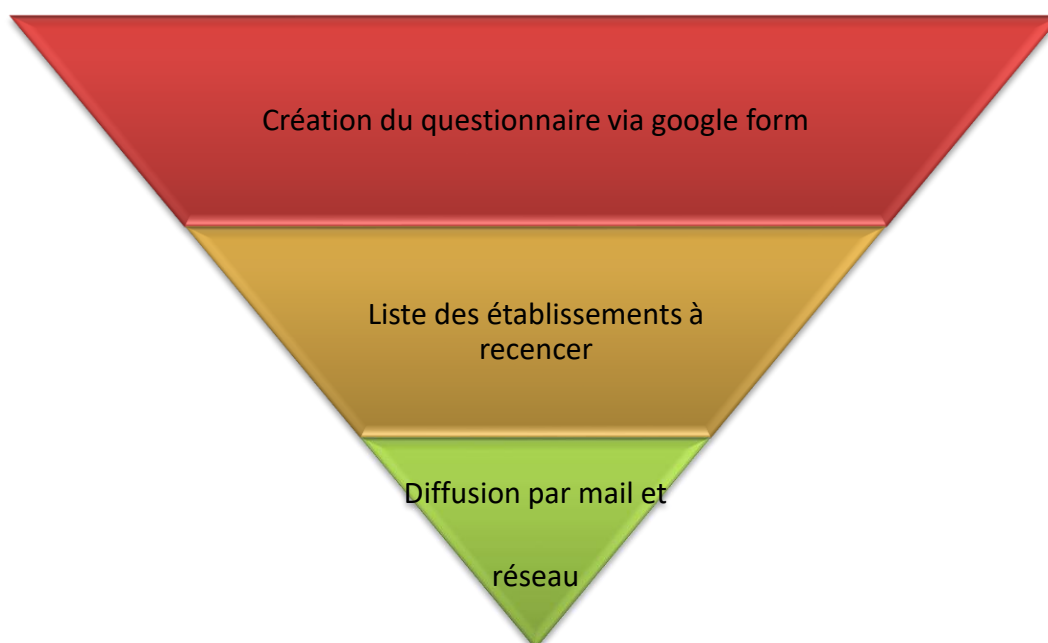 Création du questionnaire via google form
Liste des établissements à
recencer
Diffusion par mail et
réseau